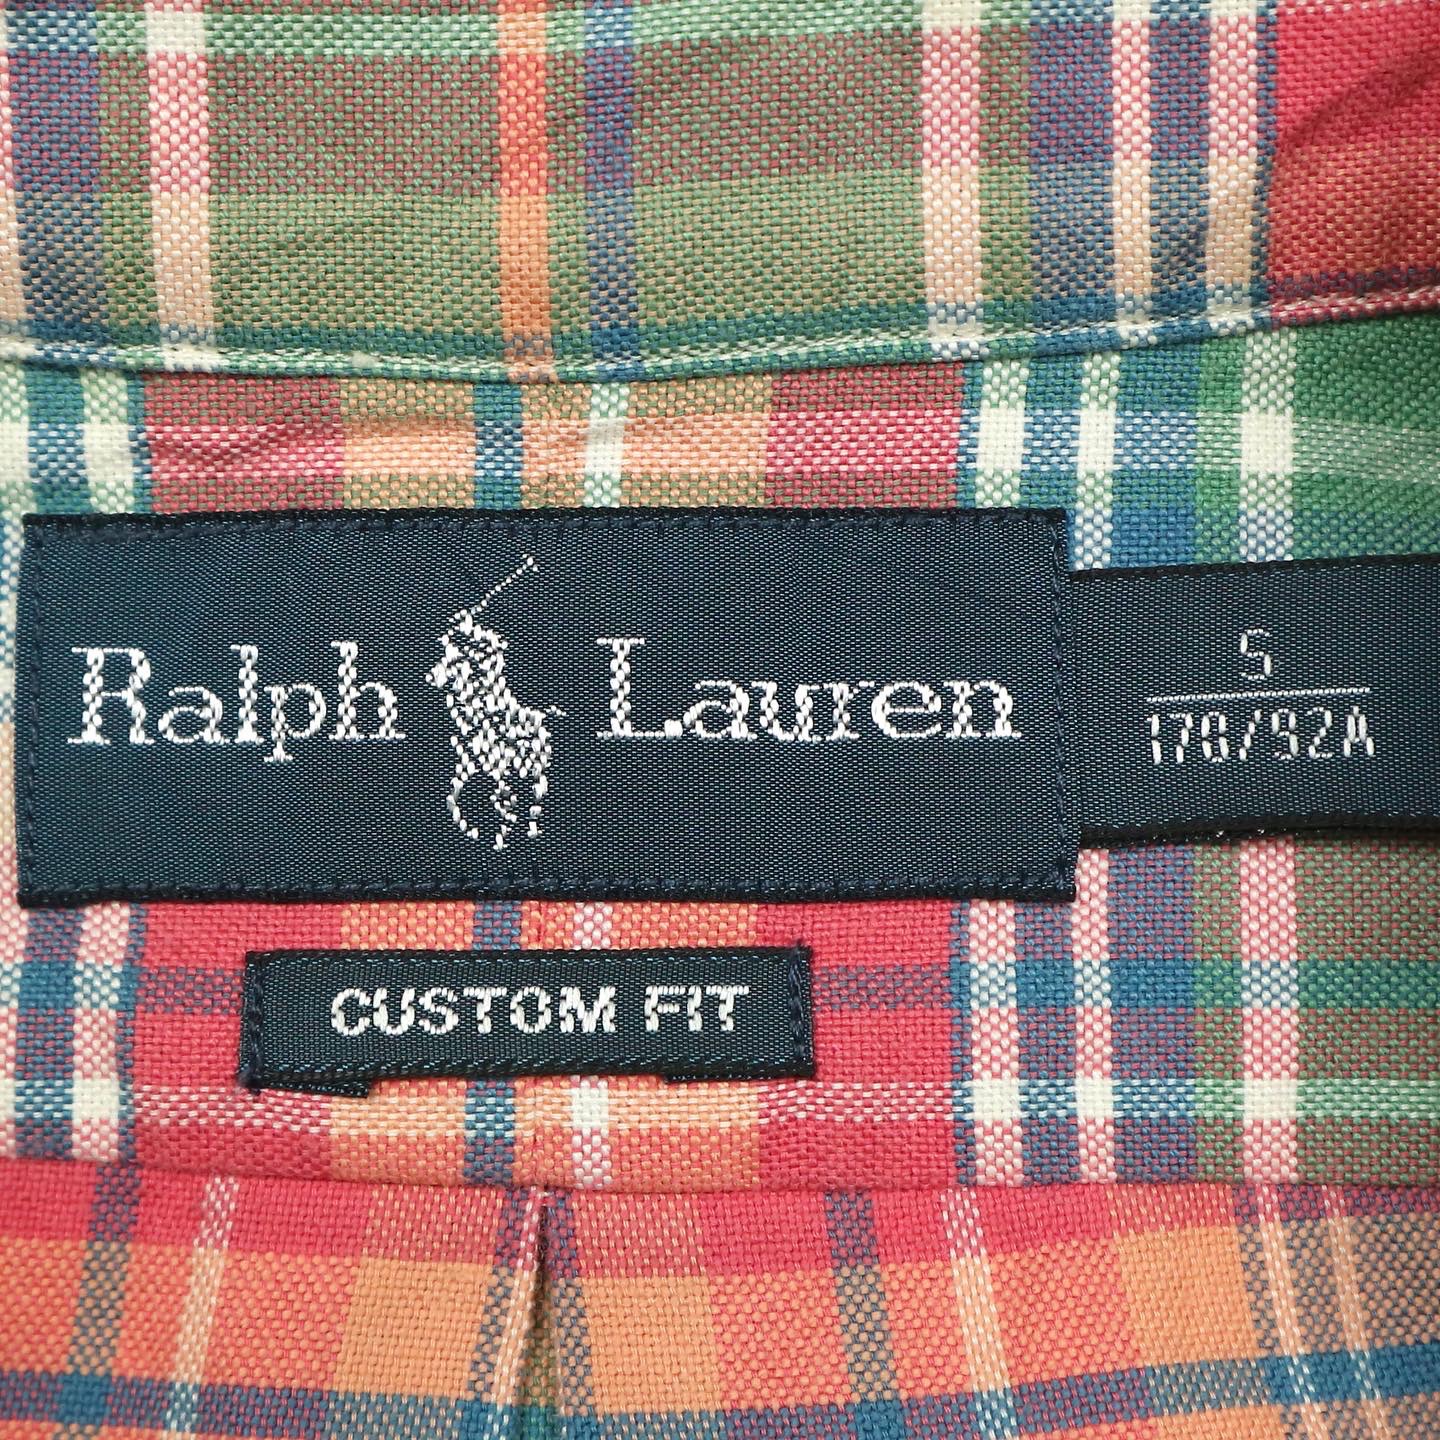 Ralph Lauren
S
170/92A
CUSTOM FIT